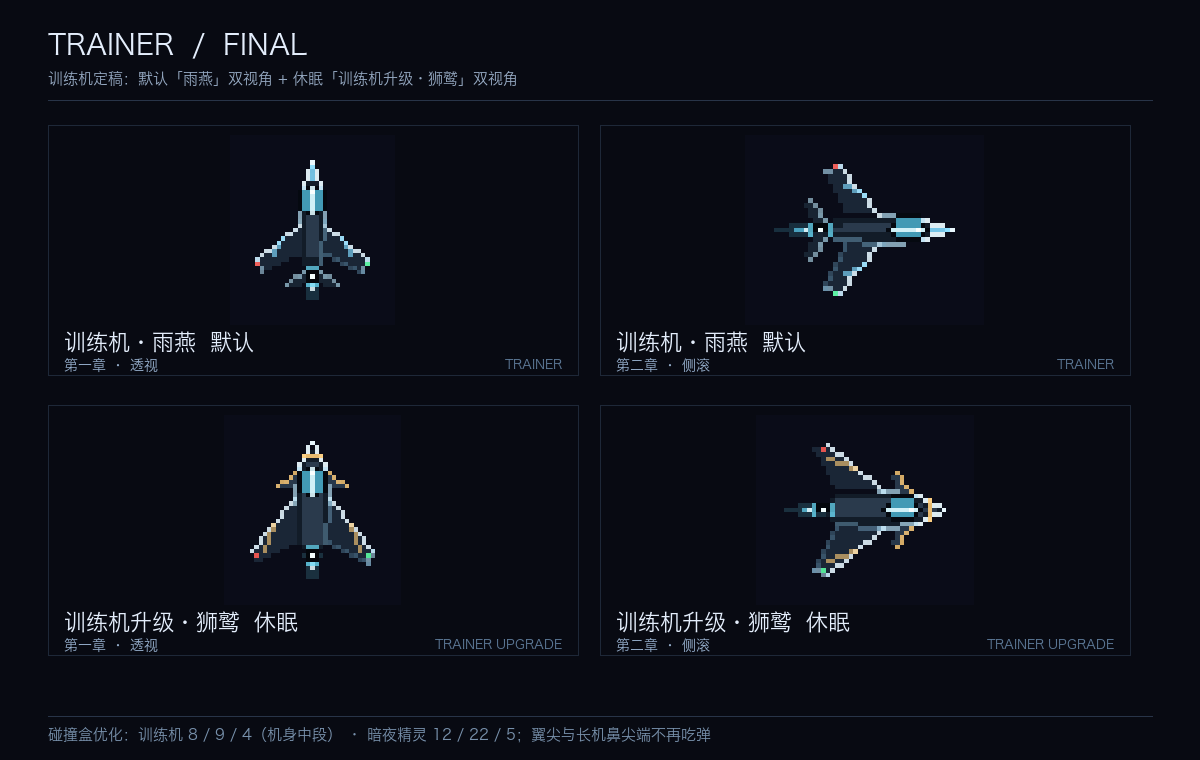 TRAINER / FINAL
训练机定稿：默认「雨燕」双视角 + 休眠「训练机升级·狮鹫」双视角
训练机·雨燕 默认
第一章 · 透视
TRAINER
训练机·雨燕 默认
第二章 · 侧滚
TRAINER
训练机升级·狮鹫 休眠
第一章 · 透视
TRAINER UPGRADE
训练机升级·狮鹫 休眠
第二章 · 侧滚
TRAINER UPGRADE
碰撞盒优化：训练机 8 / 9 / 4（机身中段） · 暗夜精灵 12 / 22 / 5；翼尖与长机鼻尖端不再吃弹